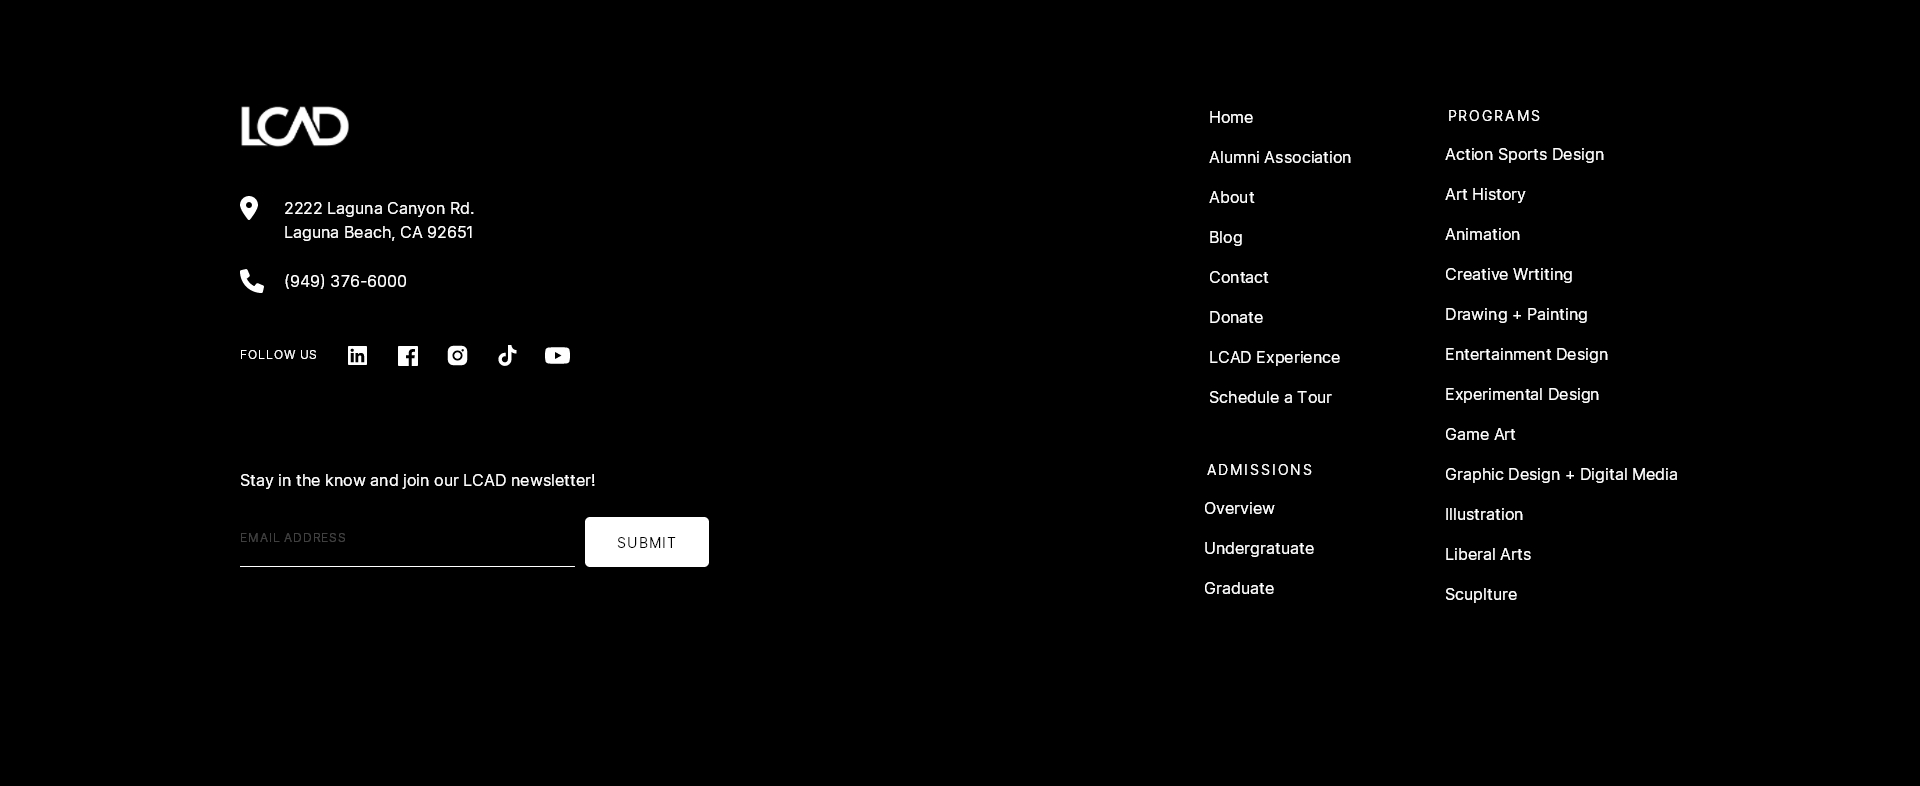 LCAD
2222 Laguna Canyon Rd.
Laguna Beach, CA 92651
(949) 376-6000
FOLLOW US
Stay in the know and join our LCAD newsletter!
EMAIL ADDRESS
SUBMIT
Home
Alumni Association
About
Blog
Contact
Donate
LCAD Experience
Schedule a Tour
ADMISSIONS
Overview
Undergratuate
Graduate
PROGRAMS
Action Sports Design
Art History
Animation
Creative Wrtiting
Drawing + Painting
Entertainment Design
Experimental Design
Game Art
Graphic Design + Digital Media
Illustration
Liberal Arts
Scuplture